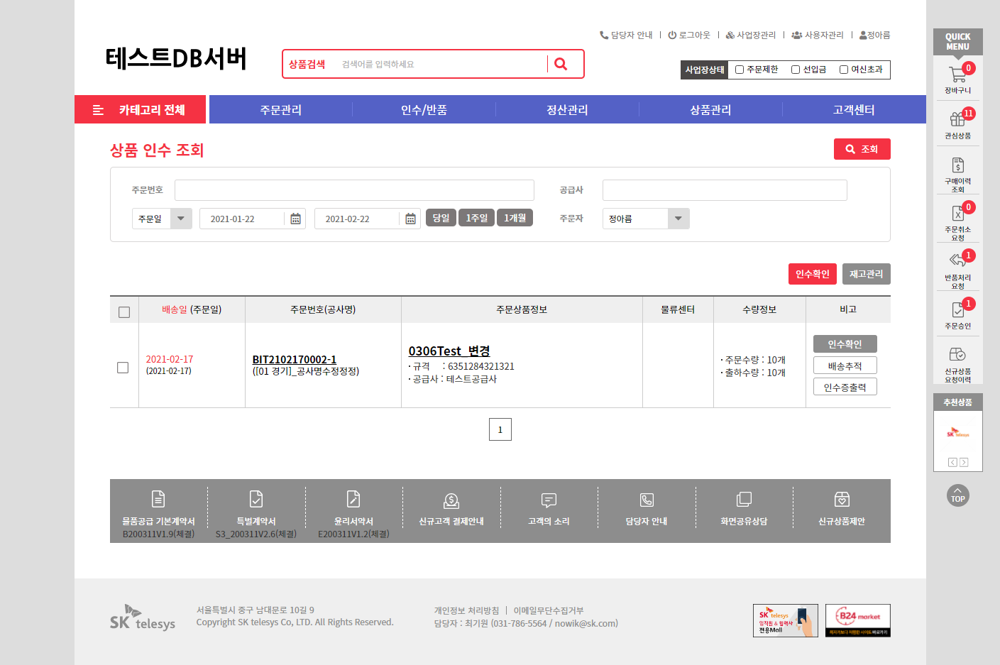 담당자 안내 | 로그아웃 | 사업장관리 | 사용자관리 | 정아름
테스트DB서버
상품검색 검색어를 입력하세요
사업장상태 주문제한 선입금 여신초과
카테고리 전체 주문관리 인수/반품 정산관리 상품관리 고객센터
상품 인수 조회
조회
주문번호 공급사
주문일 2021-01-22 2021-02-22 당일 1주일 1개월 주문자 정아름
인수확인 재고관리
배송일 (주문일) 주문번호(공사명) 주문상품정보 물류센터 수량정보 비고
2021-02-17
(2021-02-17)
BIT2102170002-1
([01 경기]_공사명수정정정)
0306Test_변경
· 규격 : 6351284321321
· 공급사 : 테스트공급사
· 주문수량 : 10개
· 출하수량 : 10개
인수확인
배송추적
인수증출력
1
물품공급 기본계약서
B200311V1.9(체결)
특별계약서
S3_200311V2.6(체결)
윤리서약서
E200311V1.2(체결)
신규고객 결제안내
고객의 소리
담당자 안내
화면공유상담
신규상품제안
SK telesys
서울특별시 중구 남대문로 10길 9
Copyright SK telesys Co, LTD. All Rights Reserved.
개인정보 처리방침 | 이메일무단수집거부
담당자 : 최기원 (031-786-5564 / nowik@sk.com)
SK telesys
임직원 & 협력사
전용Mall
B24 market
최저가보다 저렴한 사이트 바로가기
QUICK
MENU
0
장바구니
11
관심상품
구매이력
조회
0
주문취소
요청
1
반품처리
요청
1
주문승인
신규상품
요청이력
추천상품
SK telesys
TOP